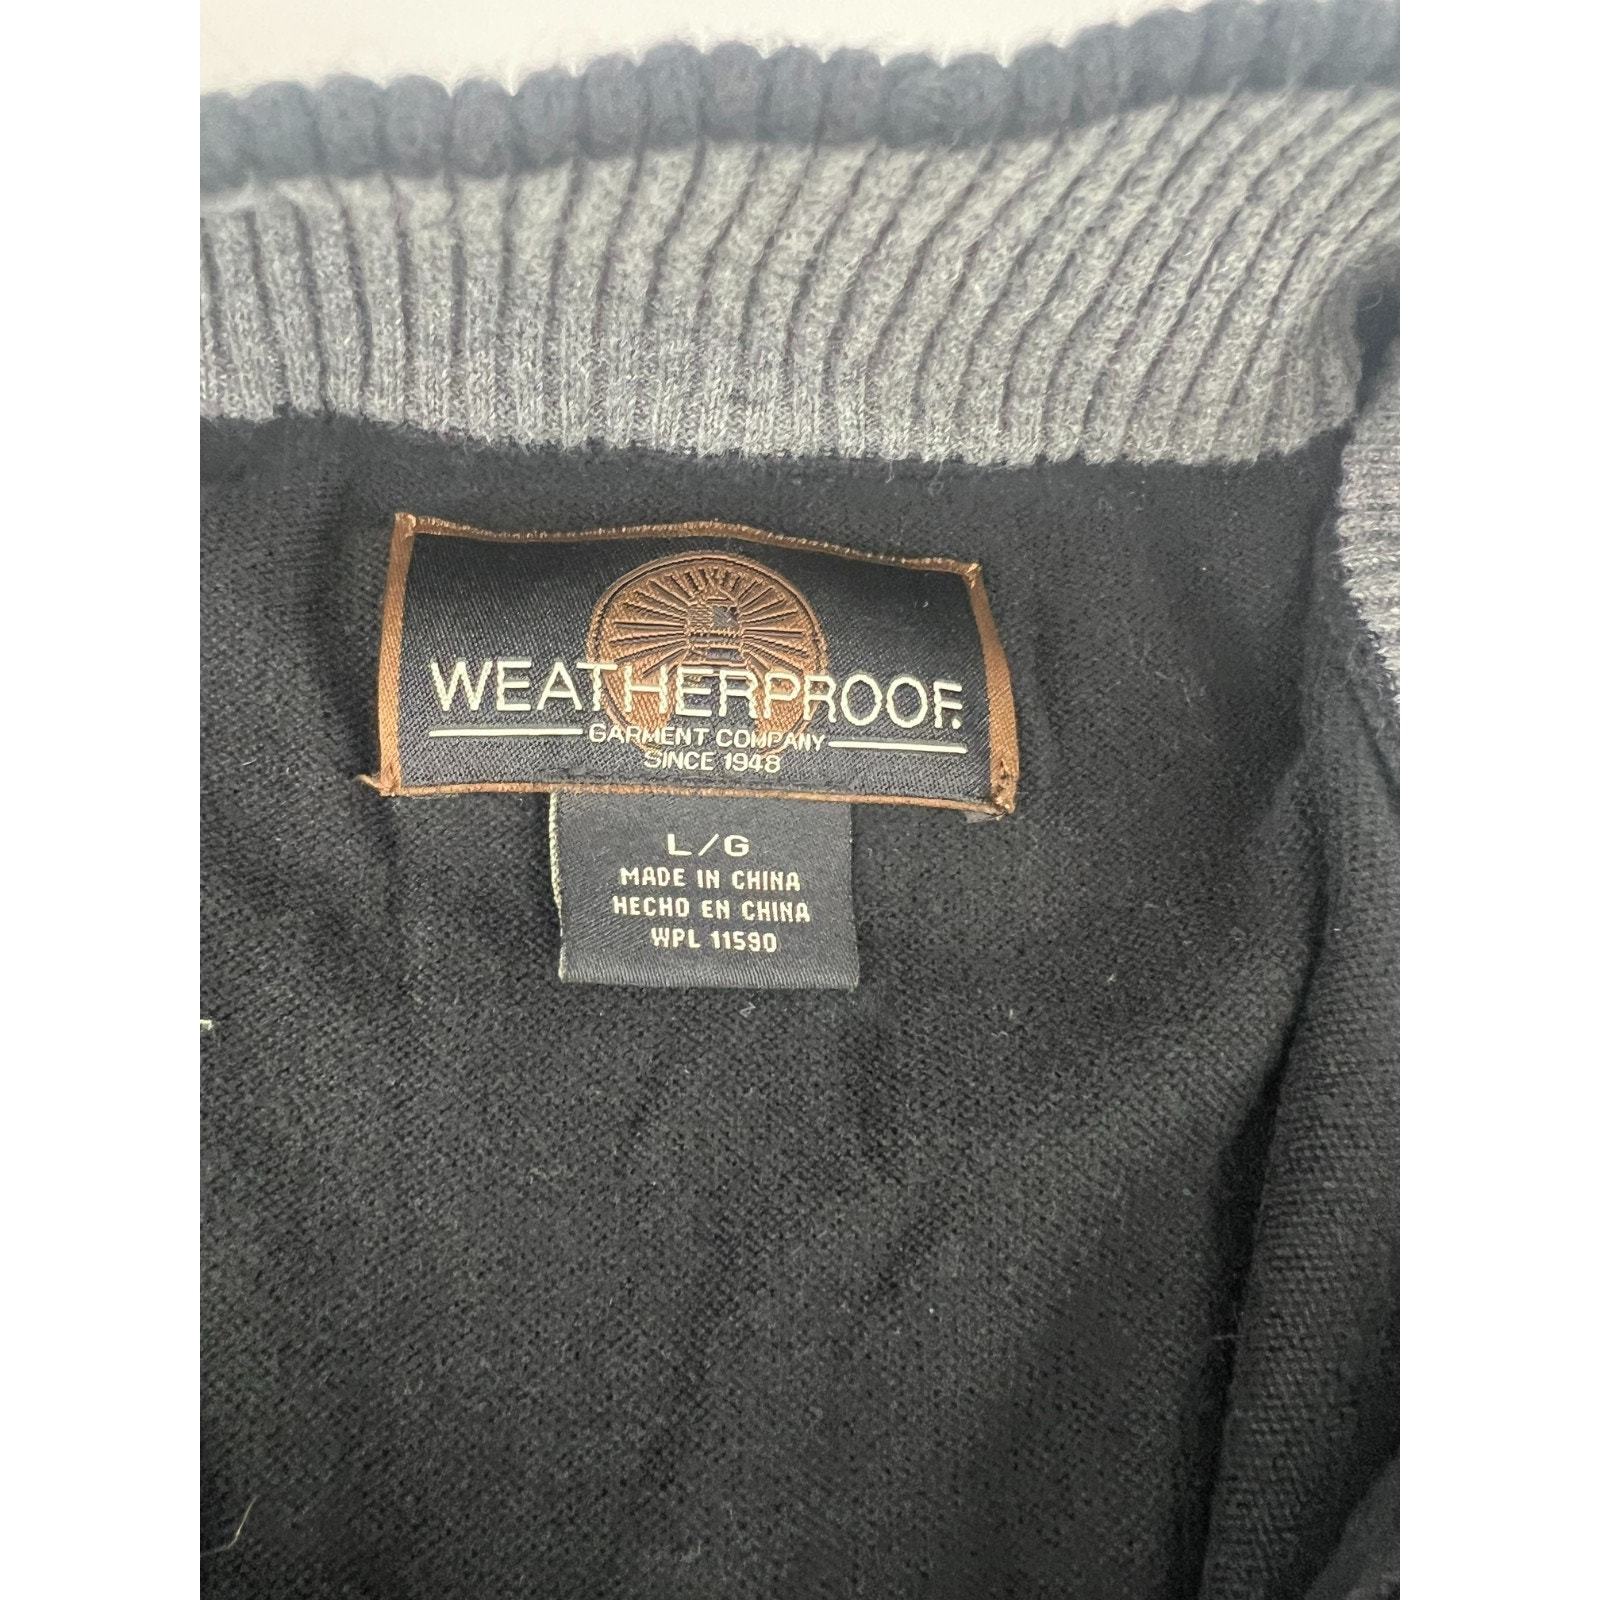 WEATHERPROOF.
GARMENT COMPANY
SINCE 1948
L/G
MADE IN CHINA
HECHO EN CHINA
WPL 11590